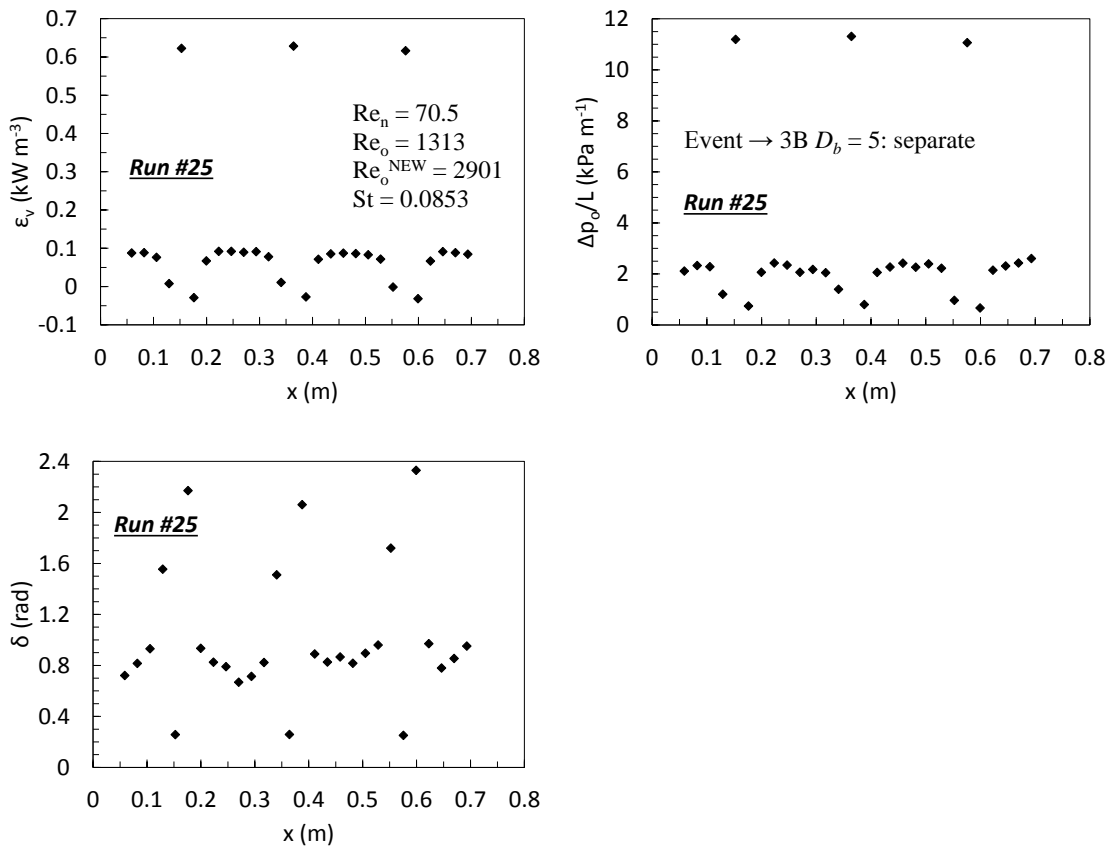 0.7
0.6
0.5
0.4
0.3
0.2
0.1
0
-0.1
εᵥ (kW m⁻³)
Reₙ = 70.5
Reₒ = 1313
Reₒᴺᴱᵂ = 2901
St = 0.0853
Run #25
0 0.1 0.2 0.3 0.4 0.5 0.6 0.7 0.8
x (m)
12
10
8
6
4
2
0
Δpₒ/L (kPa m⁻¹)
Event → 3B D_b = 5: separate
Run #25
0 0.1 0.2 0.3 0.4 0.5 0.6 0.7 0.8
x (m)
2.4
2
1.6
1.2
0.8
0.4
0
δ (rad)
Run #25
0 0.1 0.2 0.3 0.4 0.5 0.6 0.7 0.8
x (m)